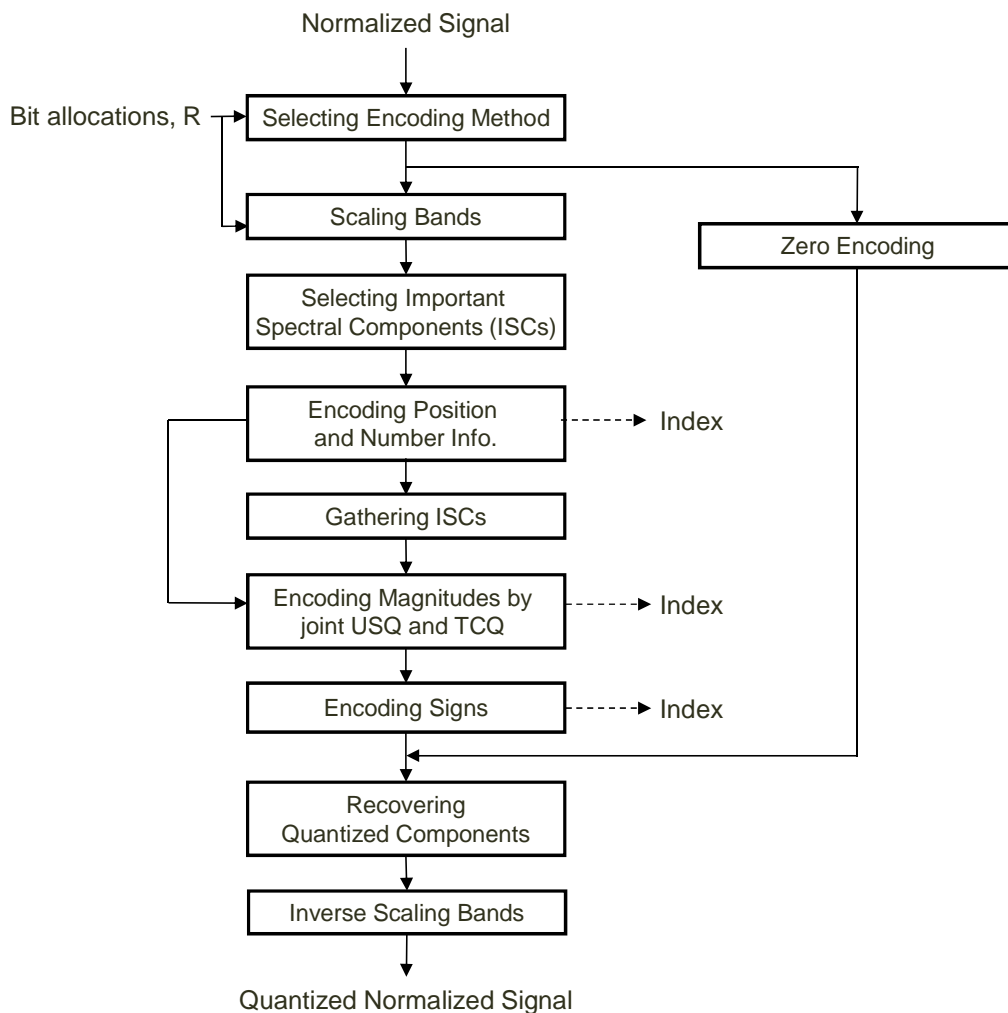 Normalized Signal
Bit allocations, R
Selecting Encoding Method
Scaling Bands
Zero Encoding
Selecting Important
Spectral Components (ISCs)
Encoding Position
and Number Info.
Index
Gathering ISCs
Encoding Magnitudes by
joint USQ and TCQ
Index
Encoding Signs
Index
Recovering
Quantized Components
Inverse Scaling Bands
Quantized Normalized Signal